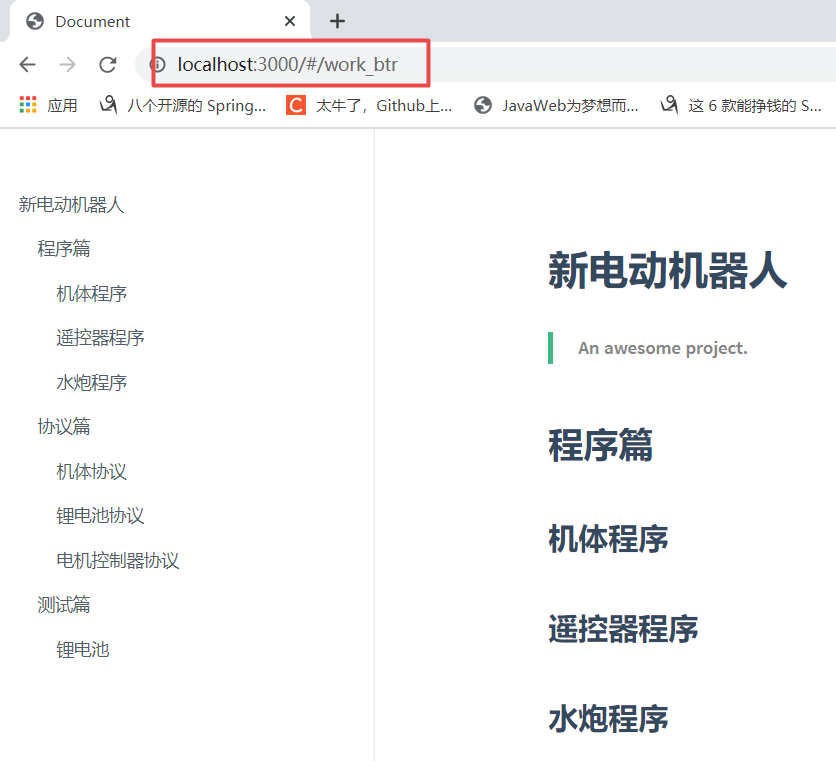 Document
localhost:3000/#/work_btr
应用 八个开源的 Spring... 太牛了，Github上... JavaWeb为梦想而... 这 6 款能挣钱的 S...
新电动机器人
程序篇
机体程序
遥控器程序
水炮程序
协议篇
机体协议
锂电池协议
电机控制器协议
测试篇
锂电池
新电动机器人
An awesome project.
程序篇
机体程序
遥控器程序
水炮程序